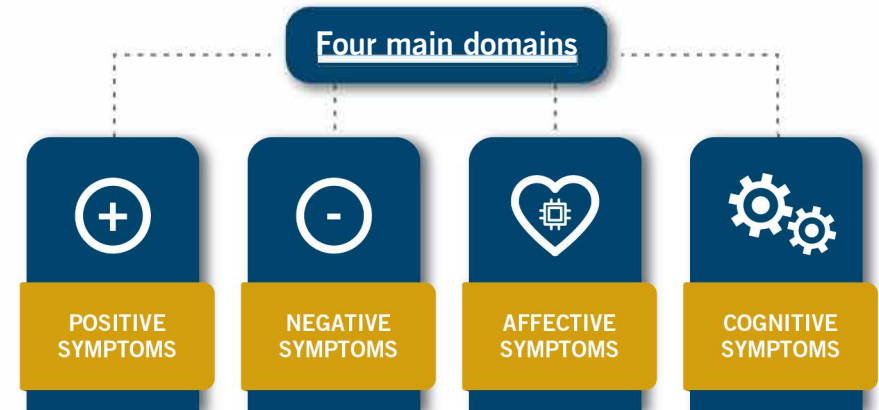 Four main domains
+
-
POSITIVE
SYMPTOMS
NEGATIVE
SYMPTOMS
AFFECTIVE
SYMPTOMS
COGNITIVE
SYMPTOMS